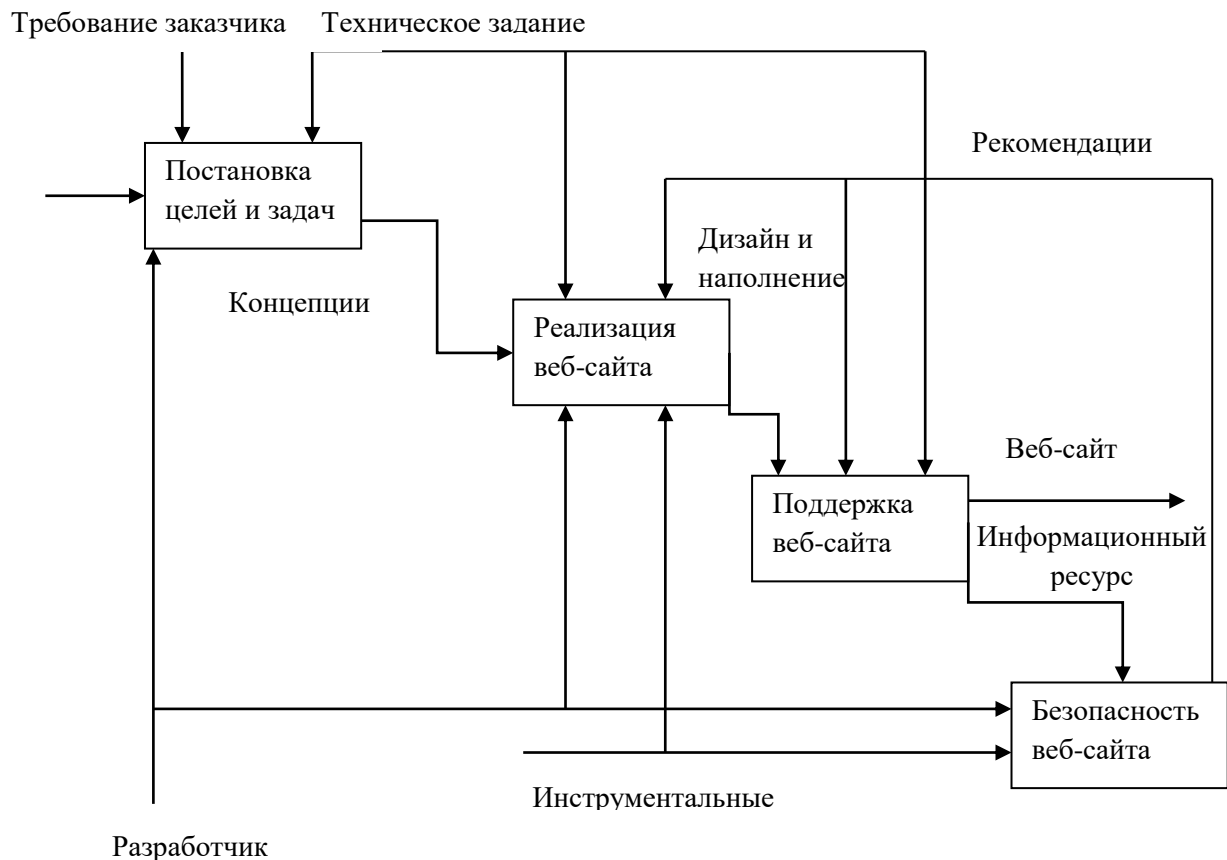 Требование заказчика
Техническое задание
Рекомендации
Постановка
целей и задач
Дизайн и
наполнение
Концепции
Реализация
веб-сайта
Веб-сайт
Поддержка
веб-сайта
Информационный
ресурс
Безопасность
веб-сайта
Инструментальные
Разработчик